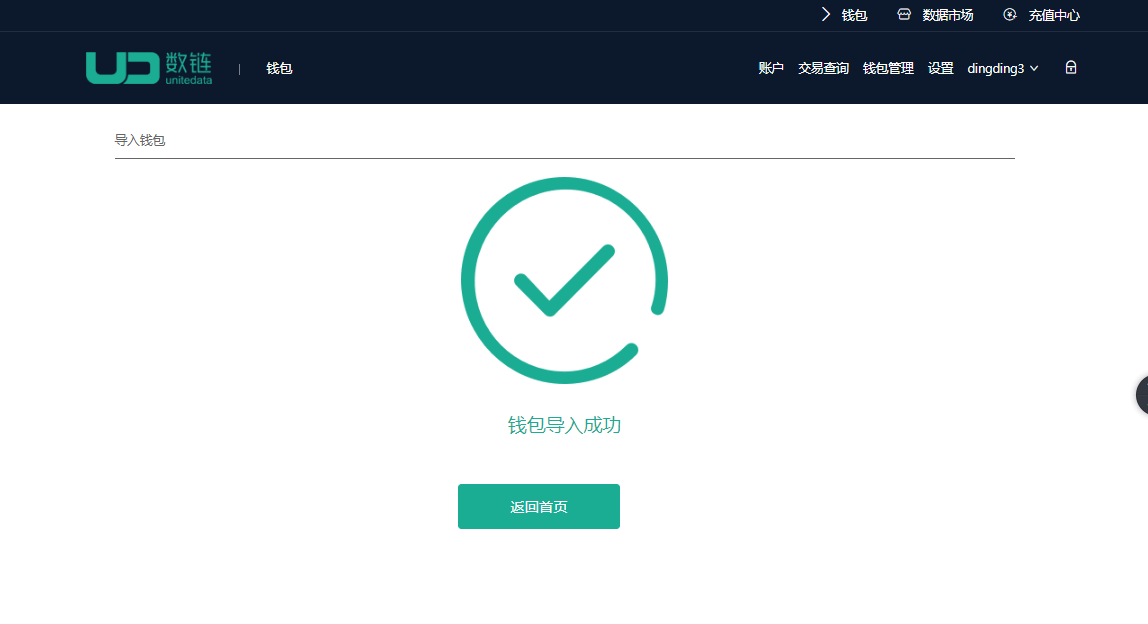 钱包 数据市场 充值中心
UD 数链 unitedata | 钱包 账户 交易查询 钱包管理 设置 dingding3
导入钱包
钱包导入成功
返回首页